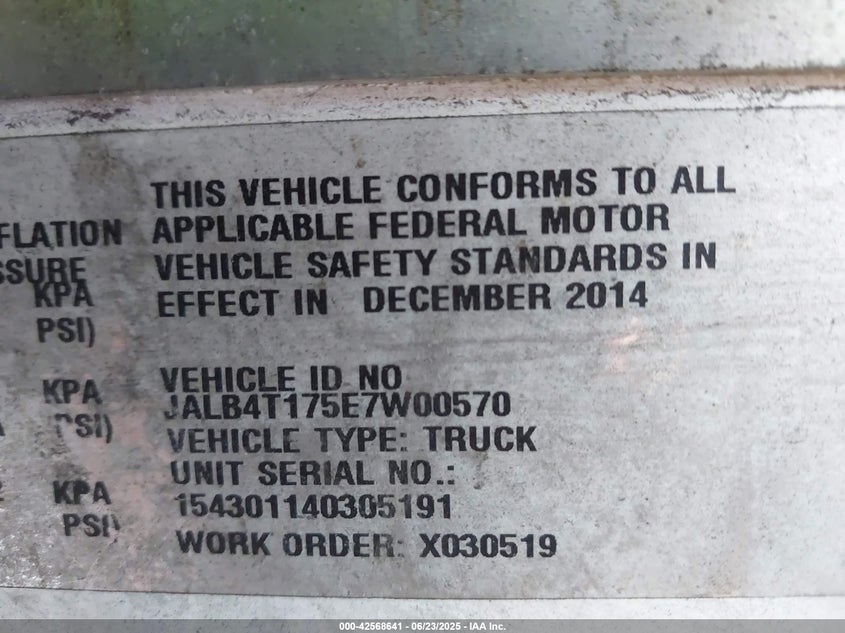 THIS VEHICLE CONFORMS TO ALL
FLATION APPLICABLE FEDERAL MOTOR
SSURE VEHICLE SAFETY STANDARDS IN
KPA EFFECT IN DECEMBER 2014
PSI)
KPA VEHICLE ID NO
JALB4T175E7W00570
PSI) VEHICLE TYPE: TRUCK
UNIT SERIAL NO.:
KPA 154301140305191
PSI)
WORK ORDER: X030519
000-42568641 - 06/23/2025 - IAA Inc.